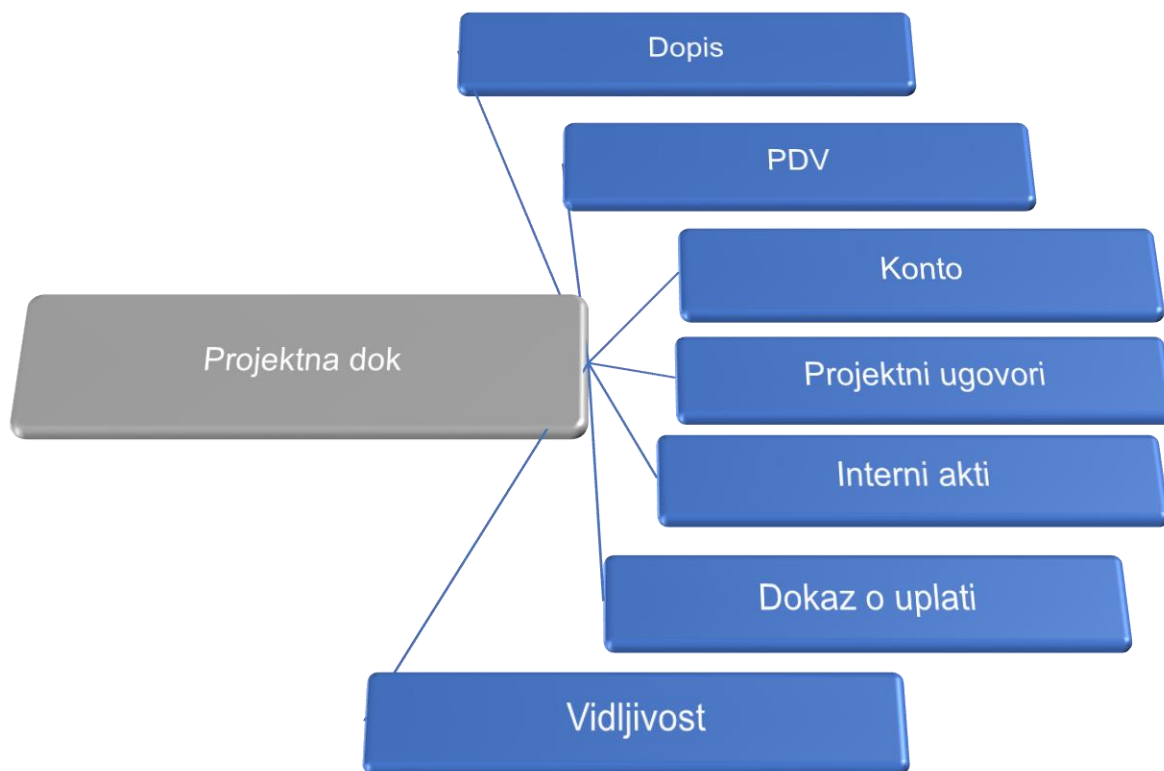 Dopis
PDV
Konto
Projektna dok
Projektni ugovori
Interni akti
Dokaz o uplati
Vidljivost